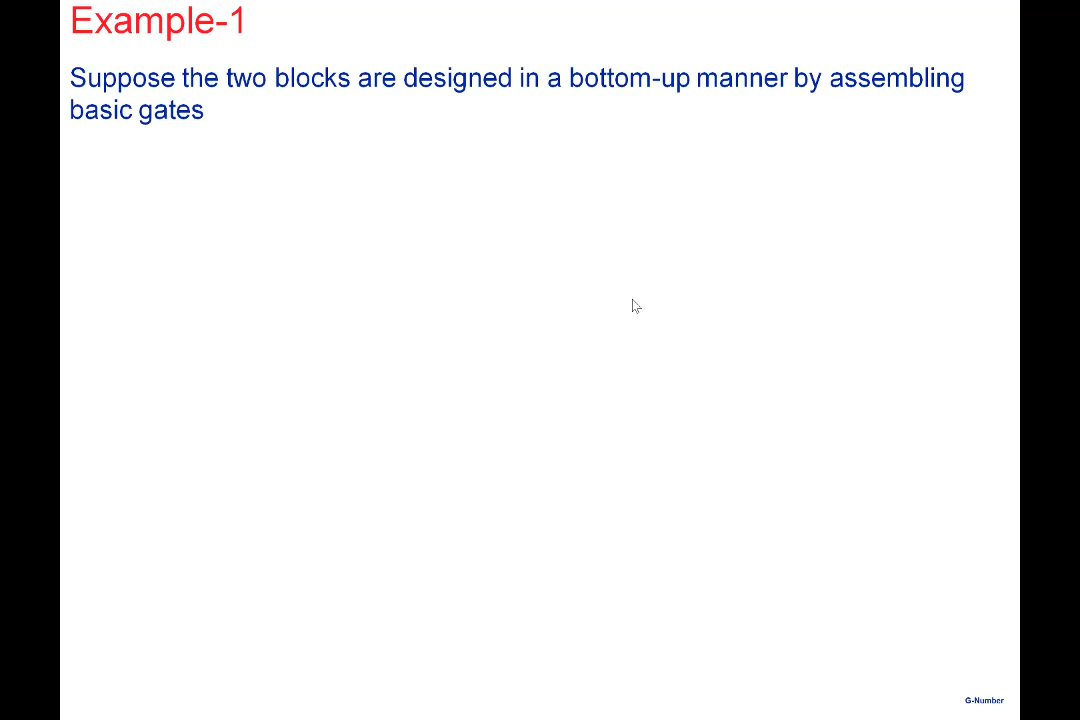 Example-1
Suppose the two blocks are designed in a bottom-up manner by assembling
basic gates
G-Number